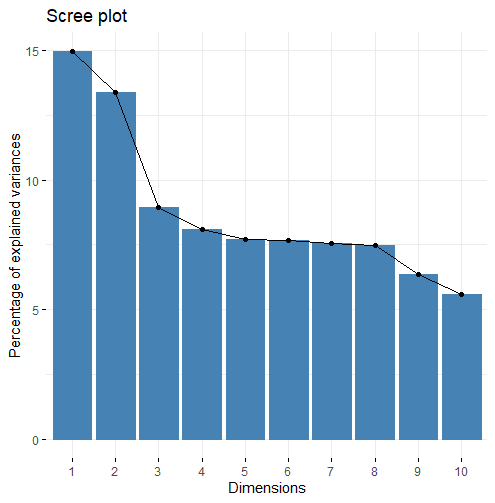 Scree plot
Percentage of explained variances
15
10
5
0
1 2 3 4 5 6 7 8 9 10
Dimensions